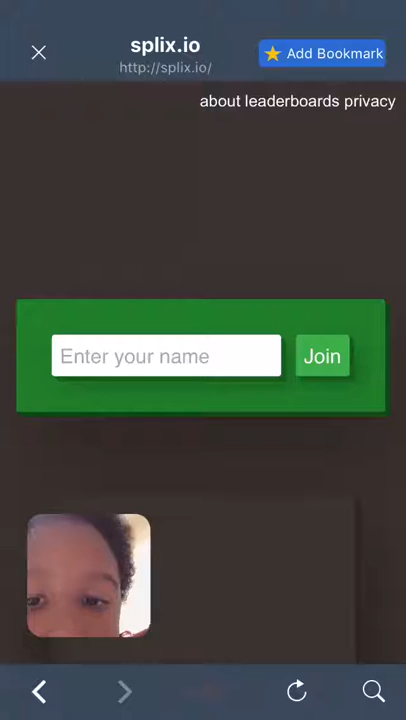 splix.io
http://splix.io/
Add Bookmark
about leaderboards privacy
Enter your name
Join